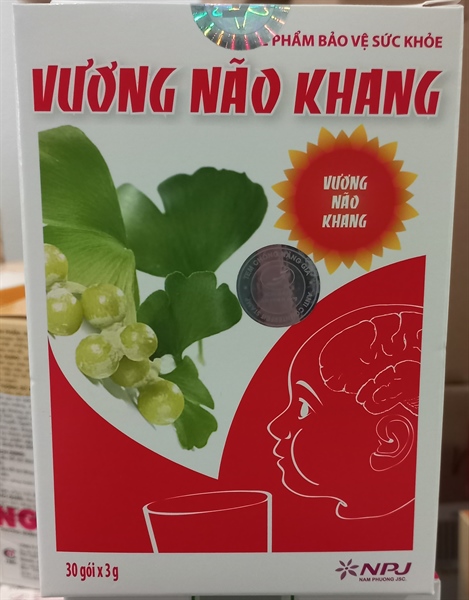 PHẨM BẢO VỆ SỨC KHỎE
VƯƠNG NÃO KHANG
VƯƠNG
NÃO
KHANG
30 gói x 3g
NPJ
NAM PHUONG JSC.